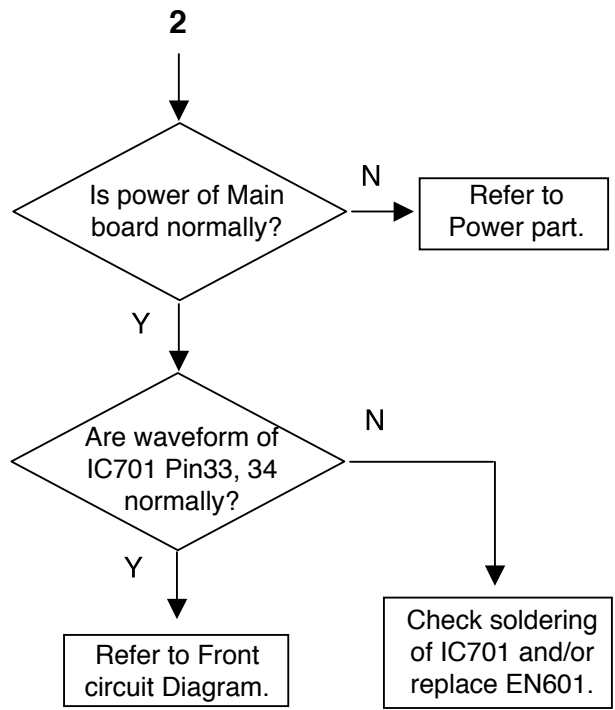 2
Is power of Main
board normally?
N
Refer to
Power part.
Y
Are waveform of
IC701 Pin33, 34
normally?
N
Y
Refer to Front
circuit Diagram.
Check soldering
of IC701 and/or
replace EN601.